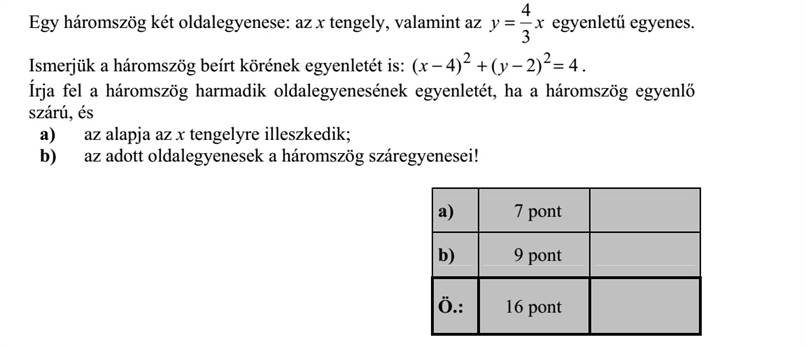 Egy háromszög két oldalegyenese: az x tengely, valamint az y = 4/3 x egyenletű egyenes.
Ismerjük a háromszög beírt körének egyenletét is: (x – 4)² + (y – 2)² = 4 .
Írja fel a háromszög harmadik oldalegyenesének egyenletét, ha a háromszög egyenlő
szárú, és
a) az alapja az x tengelyre illeszkedik;
b) az adott oldalegyenesek a háromszög száregyenesei!
a) 7 pont
b) 9 pont
Ö.: 16 pont